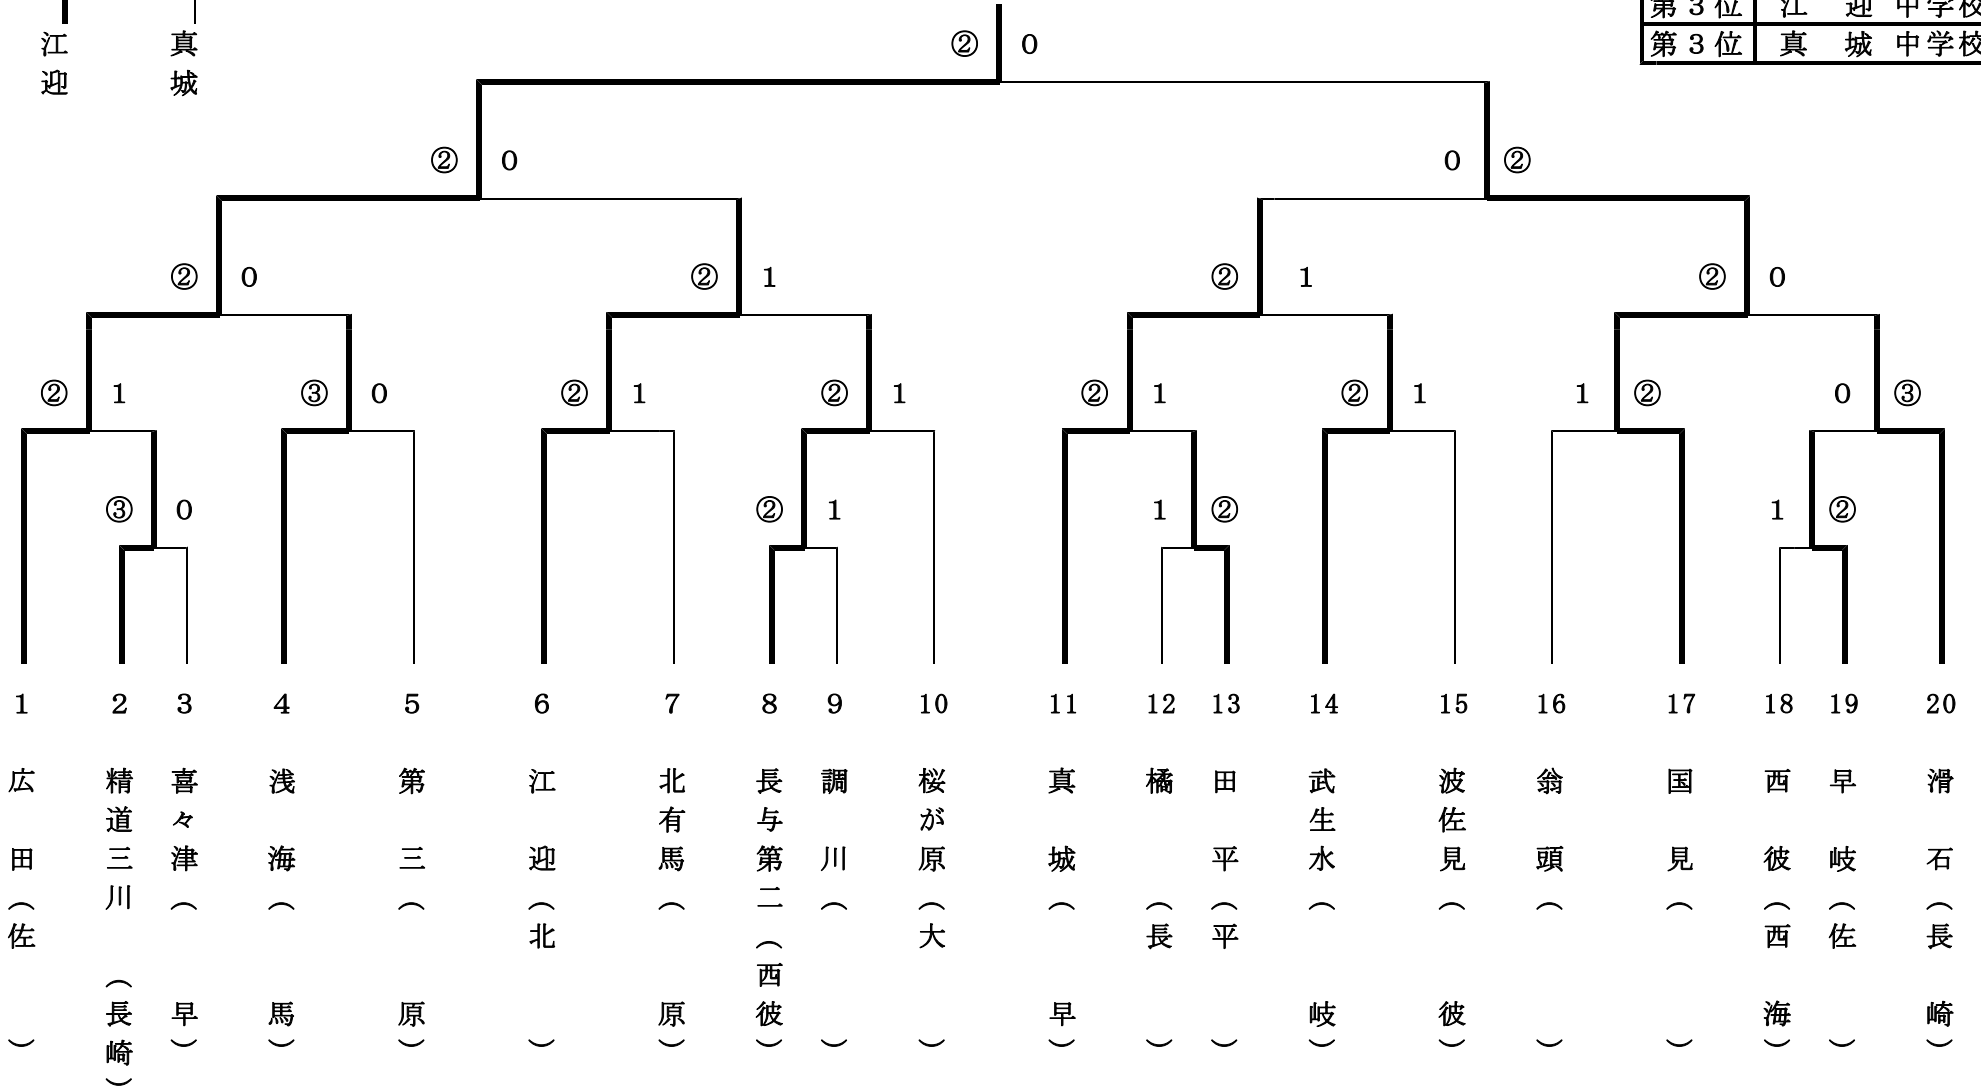 第3位 江 迎 中学校
第3位 真 城 中学校
江迎
真城
② 0
② 0
0 ②
② 0
② 1
② 1
② 0
② 1
③ 0
② 1
② 1
② 1
② 1
1 ②
0 ③
③ 0
② 1
1 ②
1 ②
1 2 3 4 5 6 7 8 9 10 11 12 13 14 15 16 17 18 19 20
広田(佐 )
精道三川 (長崎)
喜々津( 早)
浅海( 馬)
第三( 原)
江迎(北 )
北有馬( 原)
長与第二(西彼)
調川( )
桜が原(大 )
真城( 早)
橘 (長 )
田平(平 )
武生水( 岐)
波佐見( 彼)
翁頭( )
国見( )
西彼(西海)
早岐(佐 )
滑石(長崎)